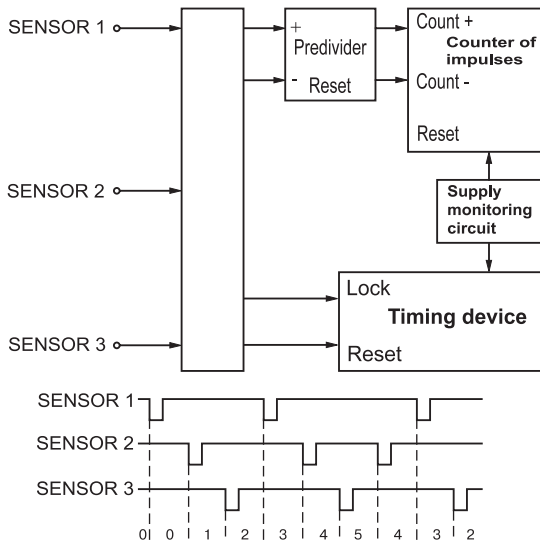 SENSOR 1
SENSOR 2
SENSOR 3
+
Predivider
-
Reset
Count +
Counter of
impulses
Count -
Reset
Supply
monitoring
circuit
Lock
Timing device
Reset
SENSOR 1
SENSOR 2
SENSOR 3
0 0 1 2 3 4 5 4 3 2